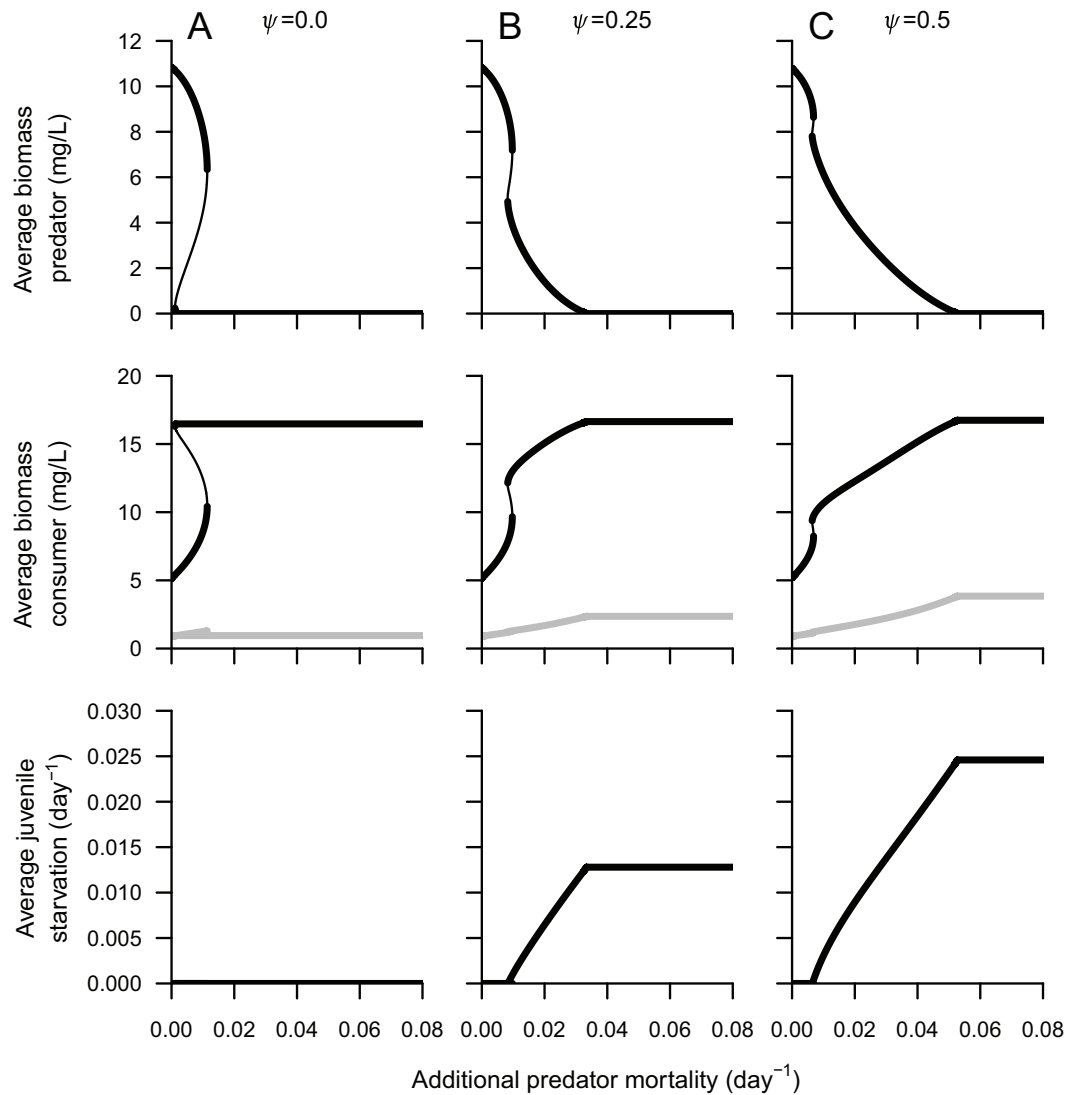 A ψ=0.0 B ψ=0.25 C ψ=0.5
Average biomass
predator (mg/L)
12
10
8
6
4
2
0
0.00 0.02 0.04 0.06 0.08
0.00 0.02 0.04 0.06 0.08
0.00 0.02 0.04 0.06 0.08
Average biomass
consumer (mg/L)
20
15
10
5
0
Average juvenile
starvation (day⁻¹)
0.030
0.025
0.020
0.015
0.010
0.005
0.000
Additional predator mortality (day⁻¹)